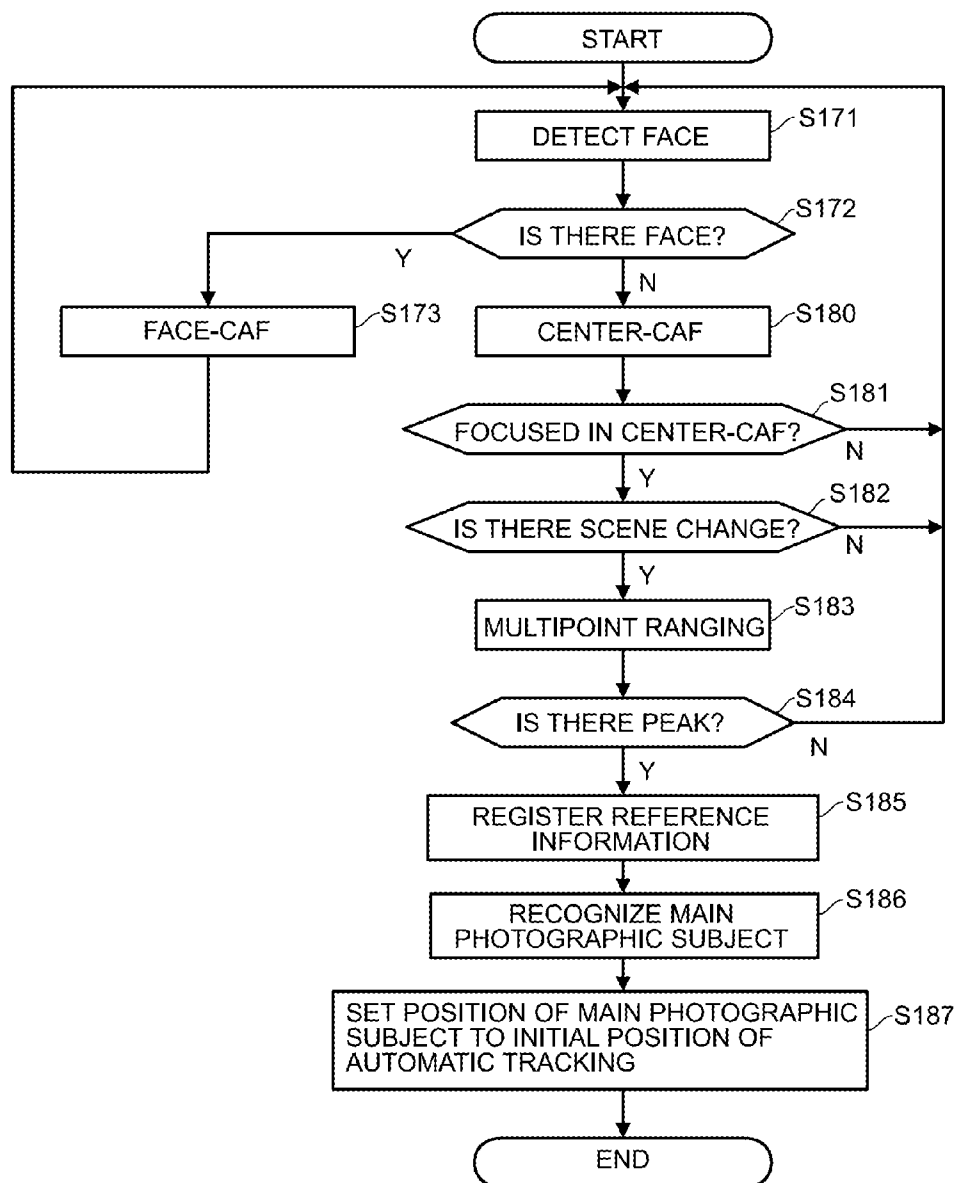 START
DETECT FACE
S171
IS THERE FACE?
S172
Y
N
FACE-CAF
S173
CENTER-CAF
S180
FOCUSED IN CENTER-CAF?
S181
N
Y
IS THERE SCENE CHANGE?
S182
N
Y
MULTIPOINT RANGING
S183
IS THERE PEAK?
S184
N
Y
REGISTER REFERENCE
INFORMATION
S185
RECOGNIZE MAIN
PHOTOGRAPHIC SUBJECT
S186
SET POSITION OF MAIN PHOTOGRAPHIC
SUBJECT TO INITIAL POSITION OF
AUTOMATIC TRACKING
S187
END